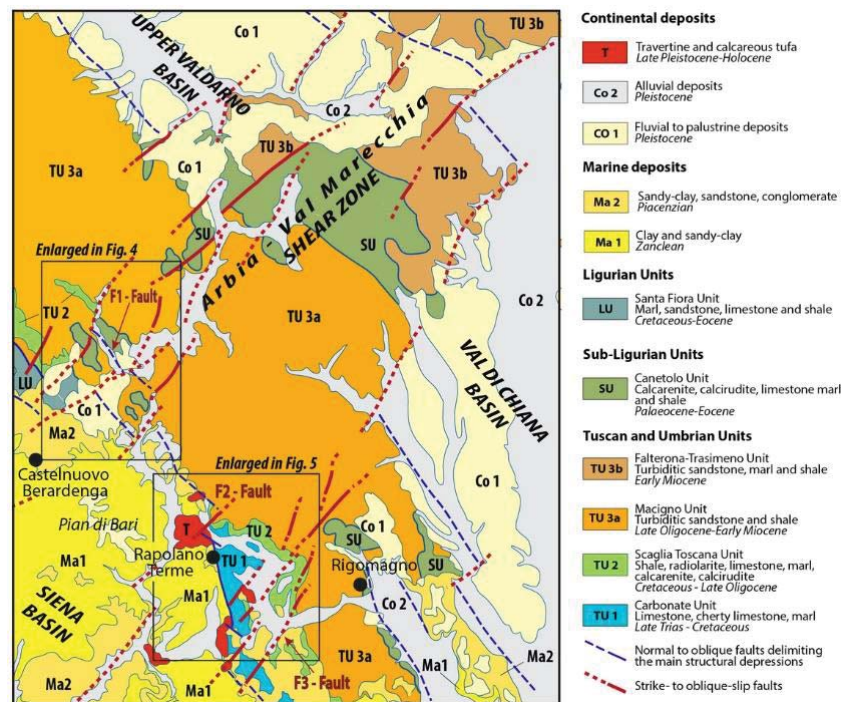 TU 3b
Co 1
UPPER VALDARNO
BASIN
Co 2
TU 3a
Co 1
TU 3b
TU 3b
Arbia - Val Marecchia
SHEAR ZONE
SU
SU
Enlarged in Fig. 4
F1 - Fault
TU 2
TU 3a
Co 2
LU
Co 1
Ma2
VAL DI CHIANA
BASIN
Castelnuovo
Berardenga
Enlarged in Fig. 5
F2 - Fault
Co 1
Pian di Bari
T
TU 2
Co 1
SU
SU
Ma1
Rapolano
Terme
TU 1
Rigomagno
Ma1
Co 2
SIENA
BASIN
Ma2
Ma1
F3 - Fault
TU 3a
Ma1
Ma2
Continental deposits
T
Travertine and calcareous tufa
Late Pleistocene-Holocene
Co 2
Alluvial deposits
Pleistocene
CO 1
Fluvial to palustrine deposits
Pleistocene
Marine deposits
Ma 2
Sandy-clay, sandstone, conglomerate
Piacenzian
Ma 1
Clay and sandy-clay
Zanclean
Ligurian Units
LU
Santa Fiora Unit
Marl, sandstone, limestone and shale
Cretaceous-Eocene
Sub-Ligurian Units
SU
Canetolo Unit
Calcarenite, calcirudite, limestone marl
and shale
Palaeocene-Eocene
Tuscan and Umbrian Units
TU 3b
Falterona-Trasimeno Unit
Turbiditic sandstone, marl and shale
Early Miocene
TU 3a
Macigno Unit
Turbiditic sandstone and shale
Late Oligocene-Early Miocene
TU 2
Scaglia Toscana Unit
Shale, radiolarite, limestone, marl,
calcarenite, calcirudite
Cretaceous - Late Oligocene
TU 1
Carbonate Unit
Limestone, cherty limestone, marl
Late Trias - Cretaceous
Normal to oblique faults delimiting
the main structural depressions
Strike- to oblique-slip faults